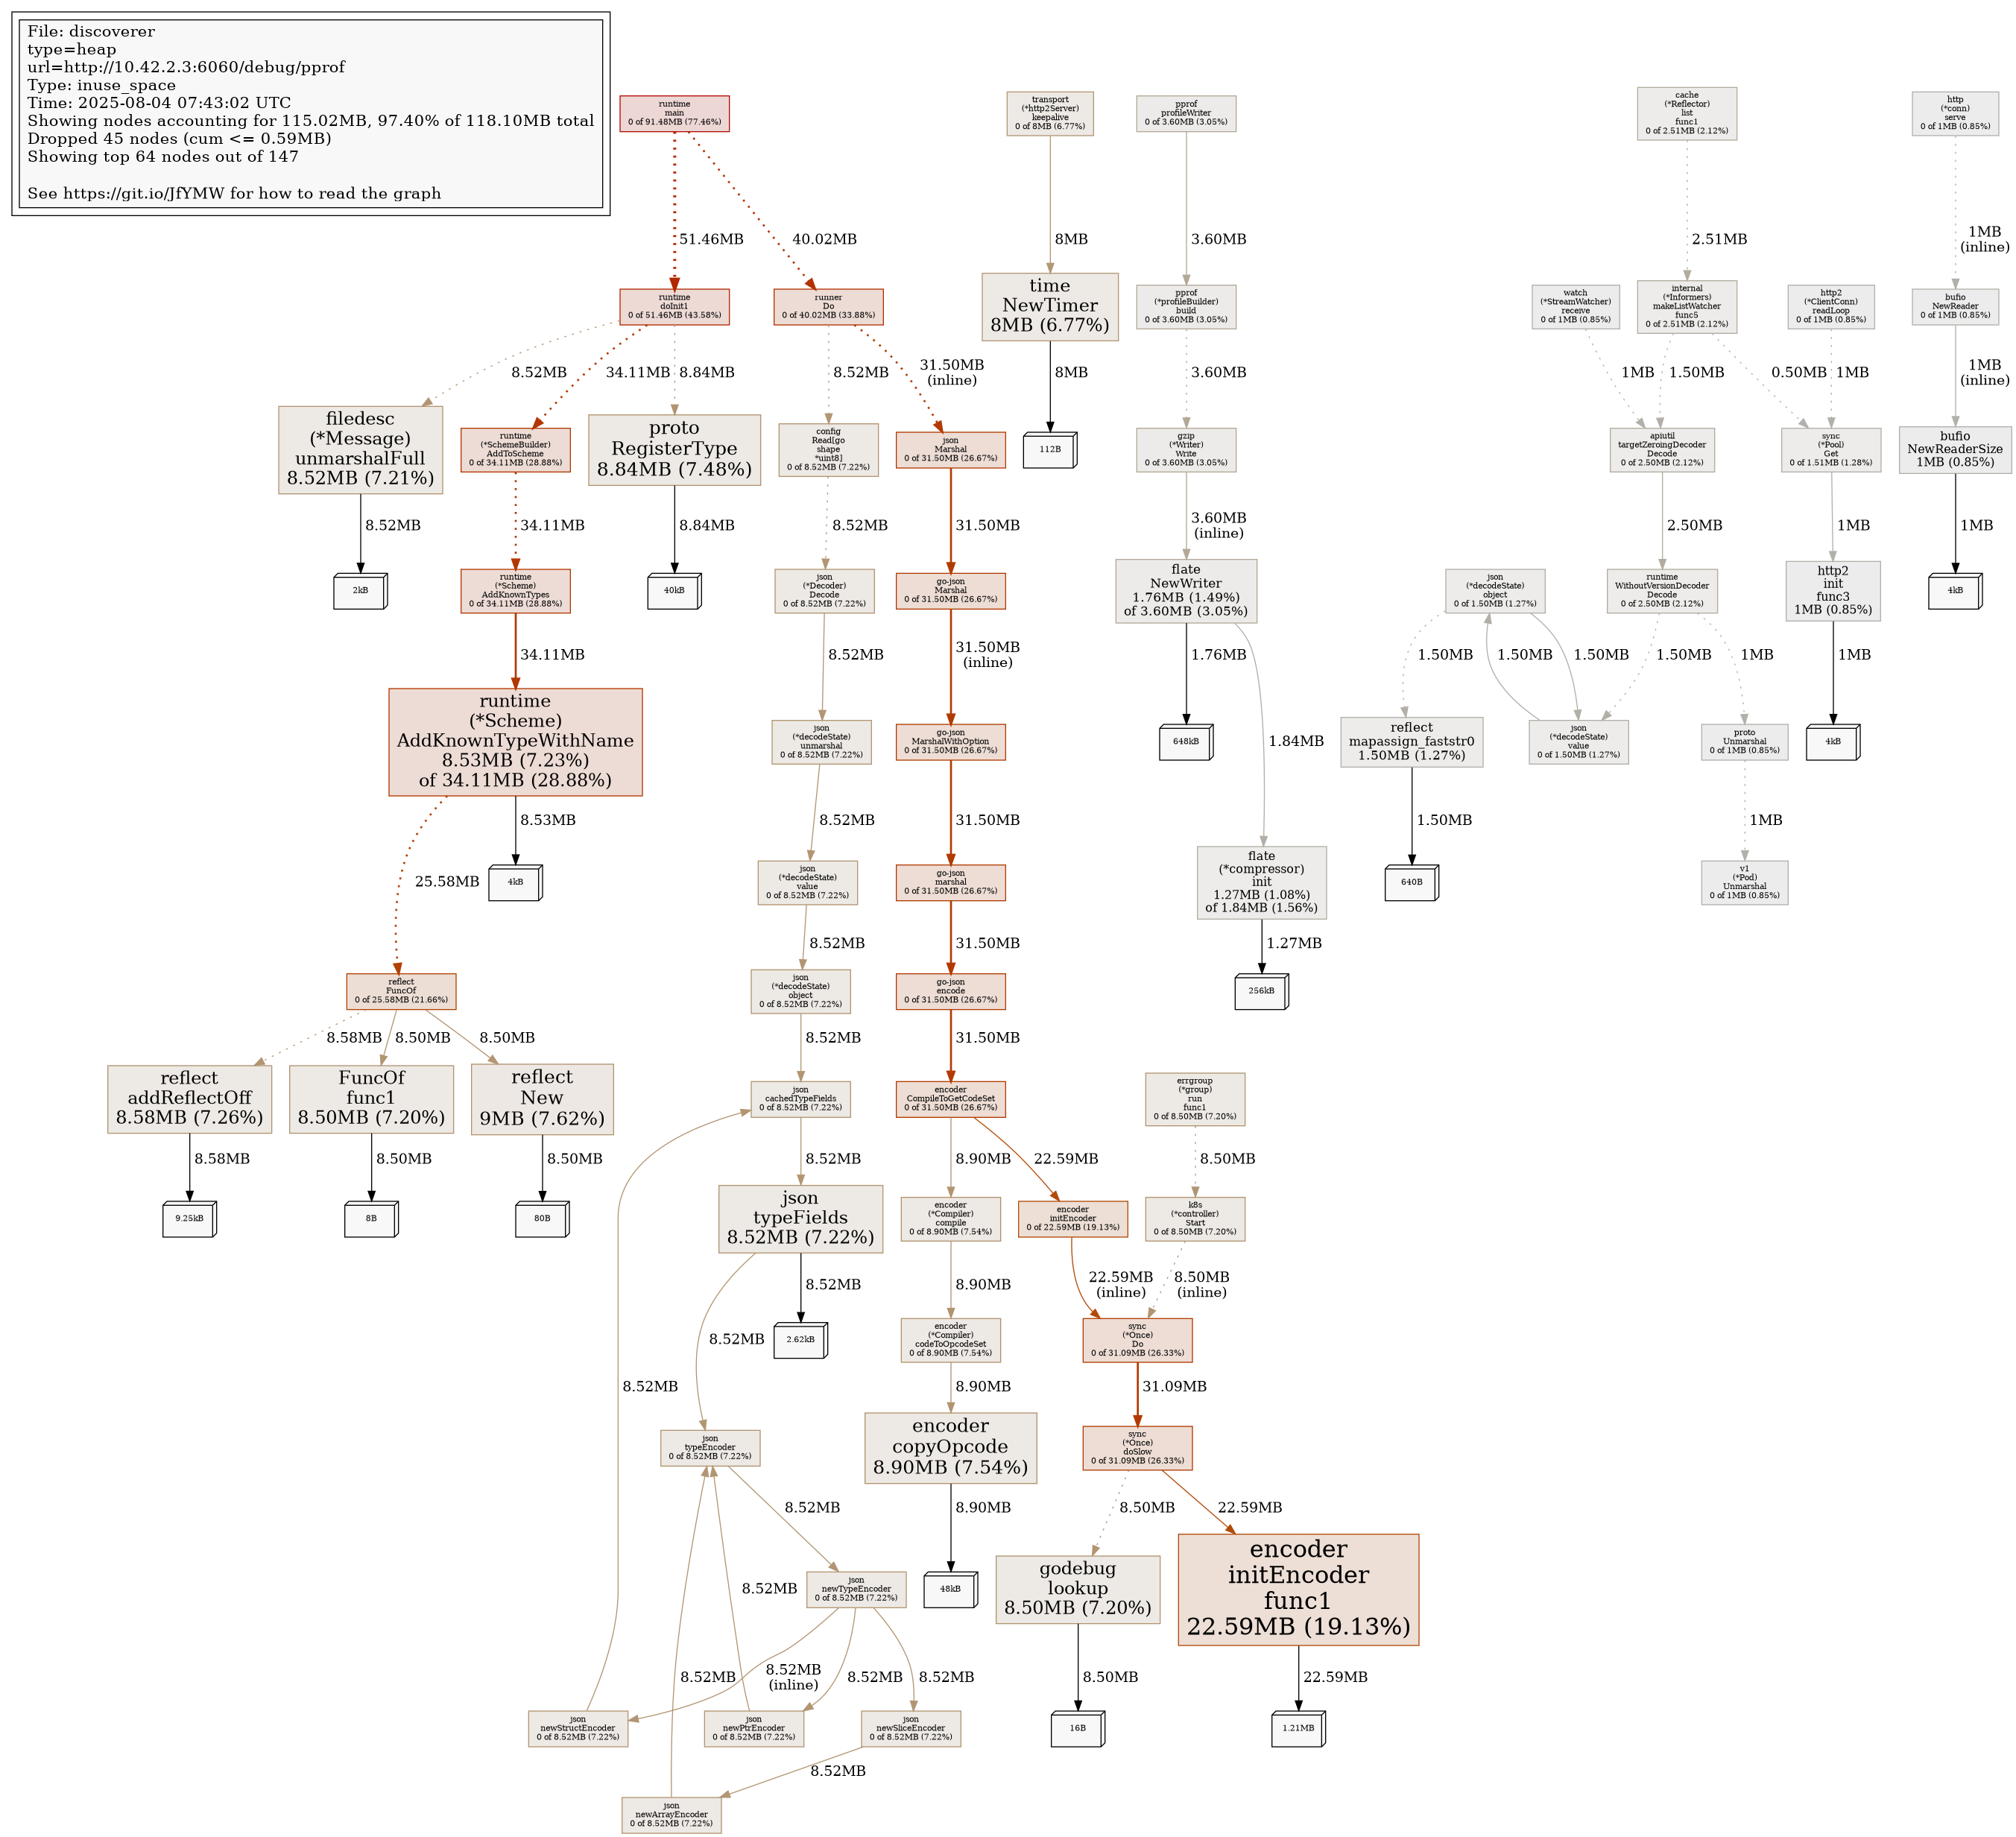 File: discoverer
type=heap
url=http://10.42.2.3:6060/debug/pprof
Type: inuse_space
Time: 2025-08-04 07:43:02 UTC
Showing nodes accounting for 115.02MB, 97.40% of 118.10MB total
Dropped 45 nodes (cum <= 0.59MB)
Showing top 64 nodes out of 147
See https://git.io/JfYMW for how to read the graph
runtime
main
0 of 91.48MB (77.46%)
transport
(*http2Server)
keepalive
0 of 8MB (6.77%)
pprof
profileWriter
0 of 3.60MB (3.05%)
cache
(*Reflector)
list
func1
0 of 2.51MB (2.12%)
http
(*conn)
serve
0 of 1MB (0.85%)
51.46MB
40.02MB
8MB
3.60MB
2.51MB
1MB
(inline)
runtime
doInit1
0 of 51.46MB (43.58%)
runner
Do
0 of 40.02MB (33.88%)
time
NewTimer
8MB (6.77%)
pprof
(*profileBuilder)
build
0 of 3.60MB (3.05%)
watch
(*StreamWatcher)
receive
0 of 1MB (0.85%)
internal
(*Informers)
makeListWatcher
func5
0 of 2.51MB (2.12%)
http2
(*ClientConn)
readLoop
0 of 1MB (0.85%)
bufio
NewReader
0 of 1MB (0.85%)
8.52MB
34.11MB
8.84MB
8.52MB
31.50MB
(inline)
8MB
3.60MB
1MB
1.50MB
0.50MB
1MB
1MB
(inline)
filedesc
(*Message)
unmarshalFull
8.52MB (7.21%)
runtime
(*SchemeBuilder)
AddToScheme
0 of 34.11MB (28.88%)
proto
RegisterType
8.84MB (7.48%)
config
Read[go
shape
*uint8]
0 of 8.52MB (7.22%)
json
Marshal
0 of 31.50MB (26.67%)
112B
gzip
(*Writer)
Write
0 of 3.60MB (3.05%)
apiutil
targetZeroingDecoder
Decode
0 of 2.50MB (2.12%)
sync
(*Pool)
Get
0 of 1.51MB (1.28%)
bufio
NewReaderSize
1MB (0.85%)
8.52MB
34.11MB
8.84MB
8.52MB
31.50MB
3.60MB
(inline)
2.50MB
1MB
1MB
2kB
runtime
(*Scheme)
AddKnownTypes
0 of 34.11MB (28.88%)
40kB
json
(*Decoder)
Decode
0 of 8.52MB (7.22%)
go-json
Marshal
0 of 31.50MB (26.67%)
flate
NewWriter
1.76MB (1.49%)
of 3.60MB (3.05%)
json
(*decodeState)
object
0 of 1.50MB (1.27%)
runtime
WithoutVersionDecoder
Decode
0 of 2.50MB (2.12%)
http2
init
func3
1MB (0.85%)
4kB
34.11MB
8.52MB
31.50MB
(inline)
1.76MB
1.50MB
1.50MB
1.50MB
1.50MB
1MB
1MB
runtime
(*Scheme)
AddKnownTypeWithName
8.53MB (7.23%)
of 34.11MB (28.88%)
json
(*decodeState)
unmarshal
0 of 8.52MB (7.22%)
go-json
MarshalWithOption
0 of 31.50MB (26.67%)
648kB
1.84MB
reflect
mapassign_faststr0
1.50MB (1.27%)
json
(*decodeState)
value
0 of 1.50MB (1.27%)
proto
Unmarshal
0 of 1MB (0.85%)
4kB
8.53MB
8.52MB
31.50MB
1.50MB
1MB
25.58MB
4kB
json
(*decodeState)
value
0 of 8.52MB (7.22%)
go-json
marshal
0 of 31.50MB (26.67%)
flate
(*compressor)
init
1.27MB (1.08%)
of 1.84MB (1.56%)
640B
v1
(*Pod)
Unmarshal
0 of 1MB (0.85%)
8.52MB
31.50MB
1.27MB
reflect
FuncOf
0 of 25.58MB (21.66%)
json
(*decodeState)
object
0 of 8.52MB (7.22%)
go-json
encode
0 of 31.50MB (26.67%)
256kB
8.58MB
8.50MB
8.50MB
8.52MB
31.50MB
reflect
addReflectOff
8.58MB (7.26%)
FuncOf
func1
8.50MB (7.20%)
reflect
New
9MB (7.62%)
json
cachedTypeFields
0 of 8.52MB (7.22%)
encoder
CompileToGetCodeSet
0 of 31.50MB (26.67%)
errgroup
(*group)
run
func1
0 of 8.50MB (7.20%)
8.58MB
8.50MB
8.50MB
8.52MB
8.90MB
22.59MB
8.50MB
9.25kB
8B
80B
json
typeFields
8.52MB (7.22%)
encoder
(*Compiler)
compile
0 of 8.90MB (7.54%)
encoder
initEncoder
0 of 22.59MB (19.13%)
k8s
(*controller)
Start
0 of 8.50MB (7.20%)
8.52MB
8.90MB
22.59MB
(inline)
8.50MB
(inline)
8.52MB
8.52MB
2.62kB
encoder
(*Compiler)
codeToOpcodeSet
0 of 8.90MB (7.54%)
sync
(*Once)
Do
0 of 31.09MB (26.33%)
8.90MB
31.09MB
json
typeEncoder
0 of 8.52MB (7.22%)
encoder
copyOpcode
8.90MB (7.54%)
sync
(*Once)
doSlow
0 of 31.09MB (26.33%)
8.52MB
8.90MB
8.50MB
22.59MB
8.52MB
json
newTypeEncoder
0 of 8.52MB (7.22%)
48kB
godebug
lookup
8.50MB (7.20%)
encoder
initEncoder
func1
22.59MB (19.13%)
8.52MB
8.52MB
(inline)
8.52MB
8.52MB
8.50MB
22.59MB
json
newStructEncoder
0 of 8.52MB (7.22%)
json
newPtrEncoder
0 of 8.52MB (7.22%)
json
newSliceEncoder
0 of 8.52MB (7.22%)
16B
1.21MB
8.52MB
json
newArrayEncoder
0 of 8.52MB (7.22%)